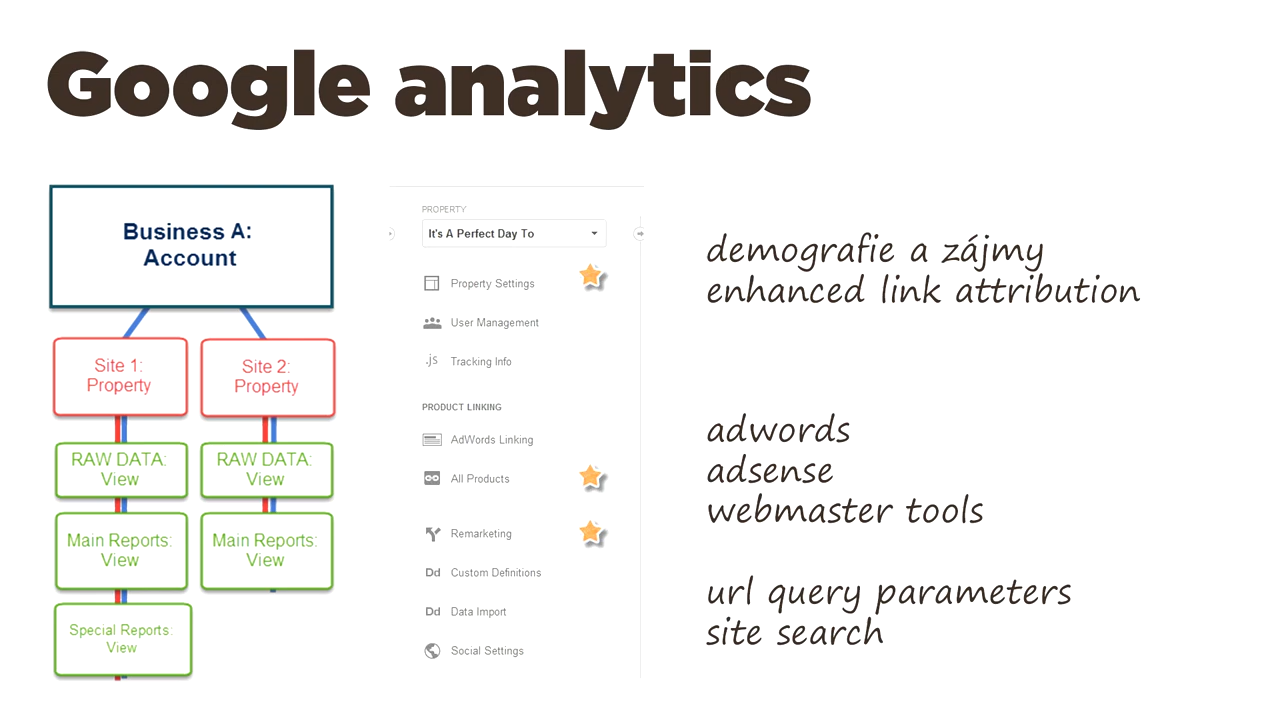 Google analytics
Business A:
Account
Site 1:
Property
Site 2:
Property
RAW DATA:
View
RAW DATA:
View
Main Reports:
View
Main Reports:
View
Special Reports:
View
PROPERTY
It's A Perfect Day To
Property Settings
User Management
.js Tracking Info
PRODUCT LINKING
AdWords Linking
All Products
Remarketing
Dd Custom Definitions
Dd Data Import
Social Settings
demografie a zájmy
enhanced link attribution
adwords
adsense
webmaster tools
url query parameters
site search